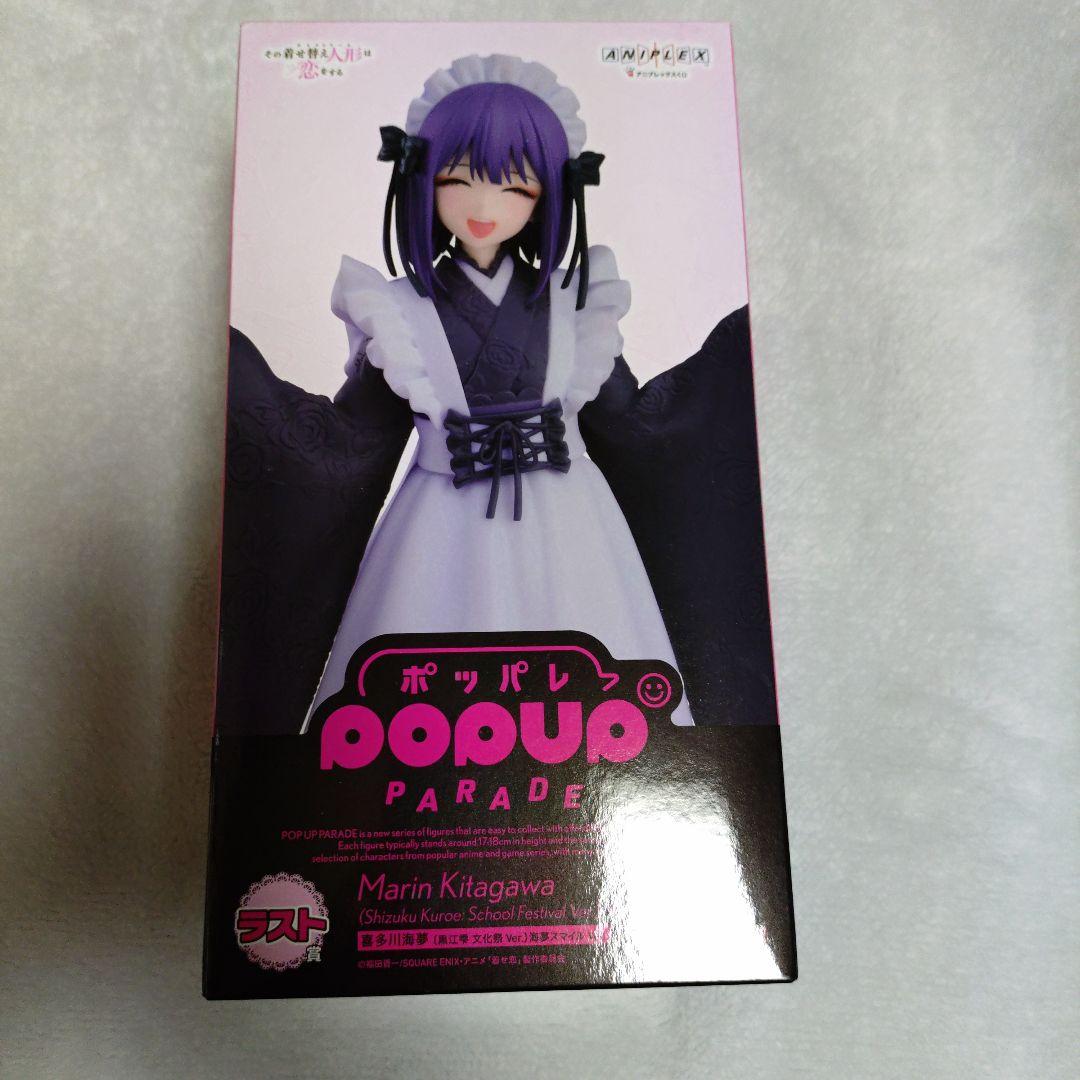 その着せ替え人形は
恋をする
ANIPLEX
アニプレックスくじ
ポッパレ
POPUP
PARADE
POP UP PARADE is a new series of figures that are easy to collect with
Each figure typically stands around 17-18cm in height and the
selection of characters from popular anime and game series, with
Marin Kitagawa
(Shizuku Kuroe: School Festival Ver.
ラスト
賞
喜多川海夢 (黒江雫 文化祭 Ver.) 海夢スマイル
©福田晋一/SQUARE ENIX・アニメ「着せ恋」製作委員会